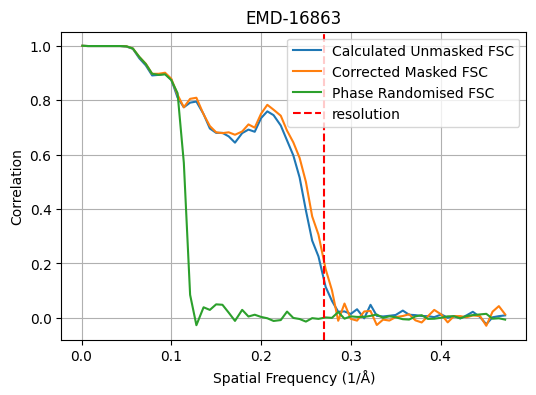 EMD-16863
1.0
0.8
0.6
0.4
0.2
0.0
Correlation
Calculated Unmasked FSC
Corrected Masked FSC
Phase Randomised FSC
resolution
0.0 0.1 0.2 0.3 0.4
Spatial Frequency (1/Å)